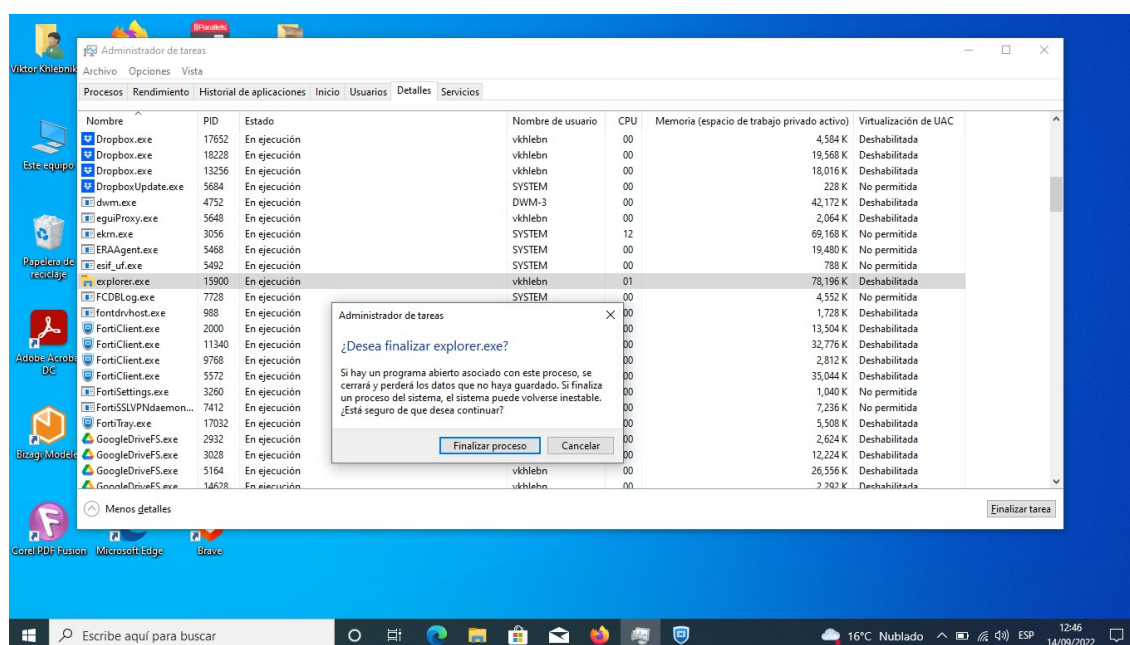 Parallels
Administrador de tareas
Viktor Khlebnik
Archivo Opciones Vista
Procesos Rendimiento Historial de aplicaciones Inicio Usuarios Detalles Servicios
Nombre PID Estado Nombre de usuario CPU Memoria (espacio de trabajo privado activo) Virtualización de UAC
Dropbox.exe 17652 En ejecución vkhlebn 00 4,584 K Deshabilitada
Dropbox.exe 18228 En ejecución vkhlebn 00 19,568 K Deshabilitada
Este equipo
Dropbox.exe 13256 En ejecución vkhlebn 00 18,016 K Deshabilitada
DropboxUpdate.exe 5684 En ejecución SYSTEM 00 228 K No permitida
dwm.exe 4752 En ejecución DWM-3 00 42,172 K Deshabilitada
eguiProxy.exe 5648 En ejecución vkhlebn 00 2,064 K Deshabilitada
ekrn.exe 3056 En ejecución SYSTEM 12 69,168 K No permitida
ERAAgent.exe 5468 En ejecución SYSTEM 00 19,480 K No permitida
Papelera de
reciclaje
esif_uf.exe 5492 En ejecución SYSTEM 00 788 K No permitida
explorer.exe 15900 En ejecución vkhlebn 01 78,196 K Deshabilitada
FCDBLog.exe 7728 En ejecución SYSTEM 00 4,552 K No permitida
fontdrvhost.exe 988 En ejecución 00 1,728 K Deshabilitada
FortiClient.exe 2000 En ejecución 00 13,504 K Deshabilitada
FortiClient.exe 11340 En ejecución 00 32,776 K Deshabilitada
Adobe Acroba
DC
FortiClient.exe 9768 En ejecución 00 2,812 K Deshabilitada
FortiClient.exe 5572 En ejecución 00 35,044 K Deshabilitada
FortiSettings.exe 3260 En ejecución 00 1,040 K No permitida
FortiSSLVPNdaemon... 7412 En ejecución 00 7,236 K No permitida
FortiTray.exe 17032 En ejecución 00 5,508 K Deshabilitada
GoogleDriveFS.exe 2932 En ejecución 00 2,624 K Deshabilitada
Bizagi Modele
GoogleDriveFS.exe 3028 En ejecución 00 12,224 K Deshabilitada
GoogleDriveFS.exe 5164 En ejecución vkhlebn 00 26,556 K Deshabilitada
GoogleDriveFS.exe 14628 En ejecución vkhlebn 00 2,292 K Deshabilitada
Administrador de tareas
¿Desea finalizar explorer.exe?
Si hay un programa abierto asociado con este proceso, se
cerrará y perderá los datos que no haya guardado. Si finaliza
un proceso del sistema, el sistema puede volverse inestable.
¿Está seguro de que desea continuar?
Finalizar proceso Cancelar
Menos detalles Finalizar tarea
Corel PDF Fusion Microsoft Edge Brave
Escribe aquí para buscar
16°C Nublado ESP 12:46
14/09/2022